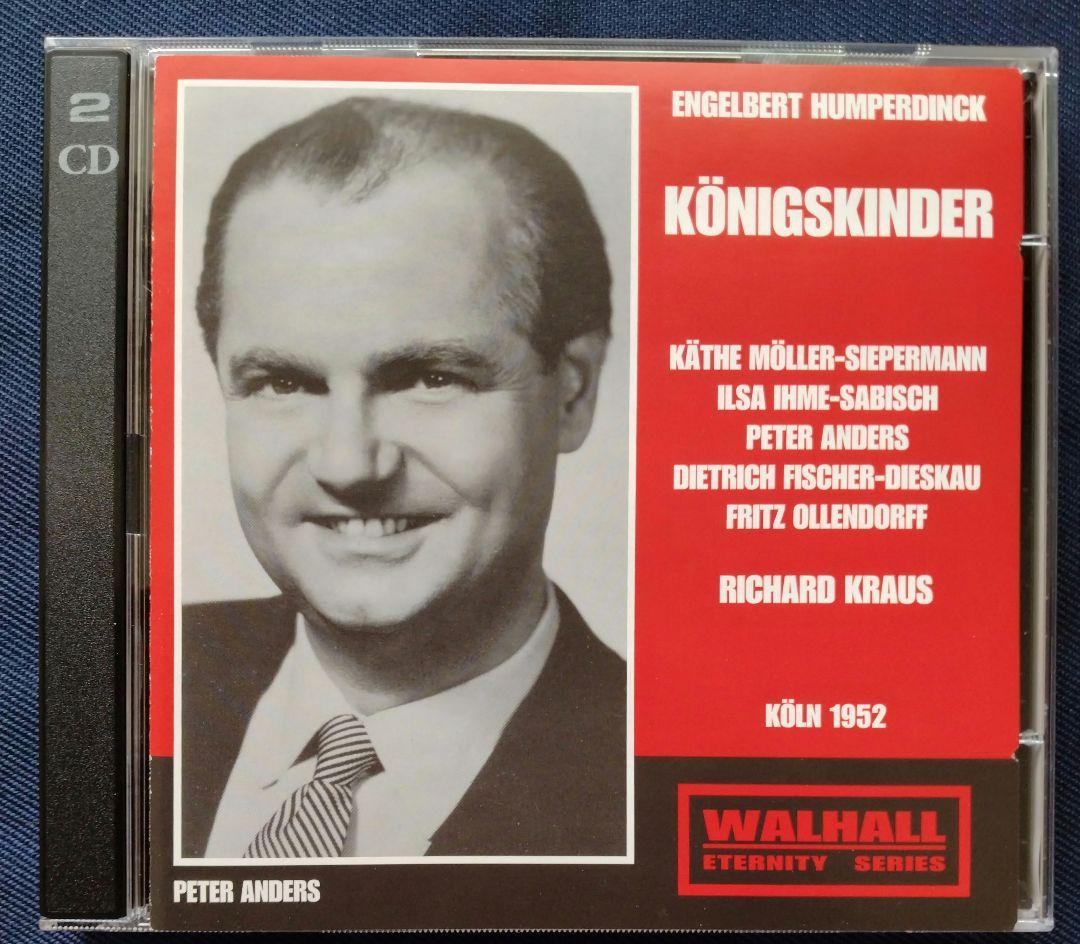 2
CD
ENGELBERT HUMPERDINCK
KÖNIGSKINDER
KÄTHE MÖLLER-SIEPERMANN
ILSA IHME-SABISCH
PETER ANDERS
DIETRICH FISCHER-DIESKAU
FRITZ OLLENDORFF
RICHARD KRAUS
KÖLN 1952
WALHALL
ETERNITY SERIES
PETER ANDERS